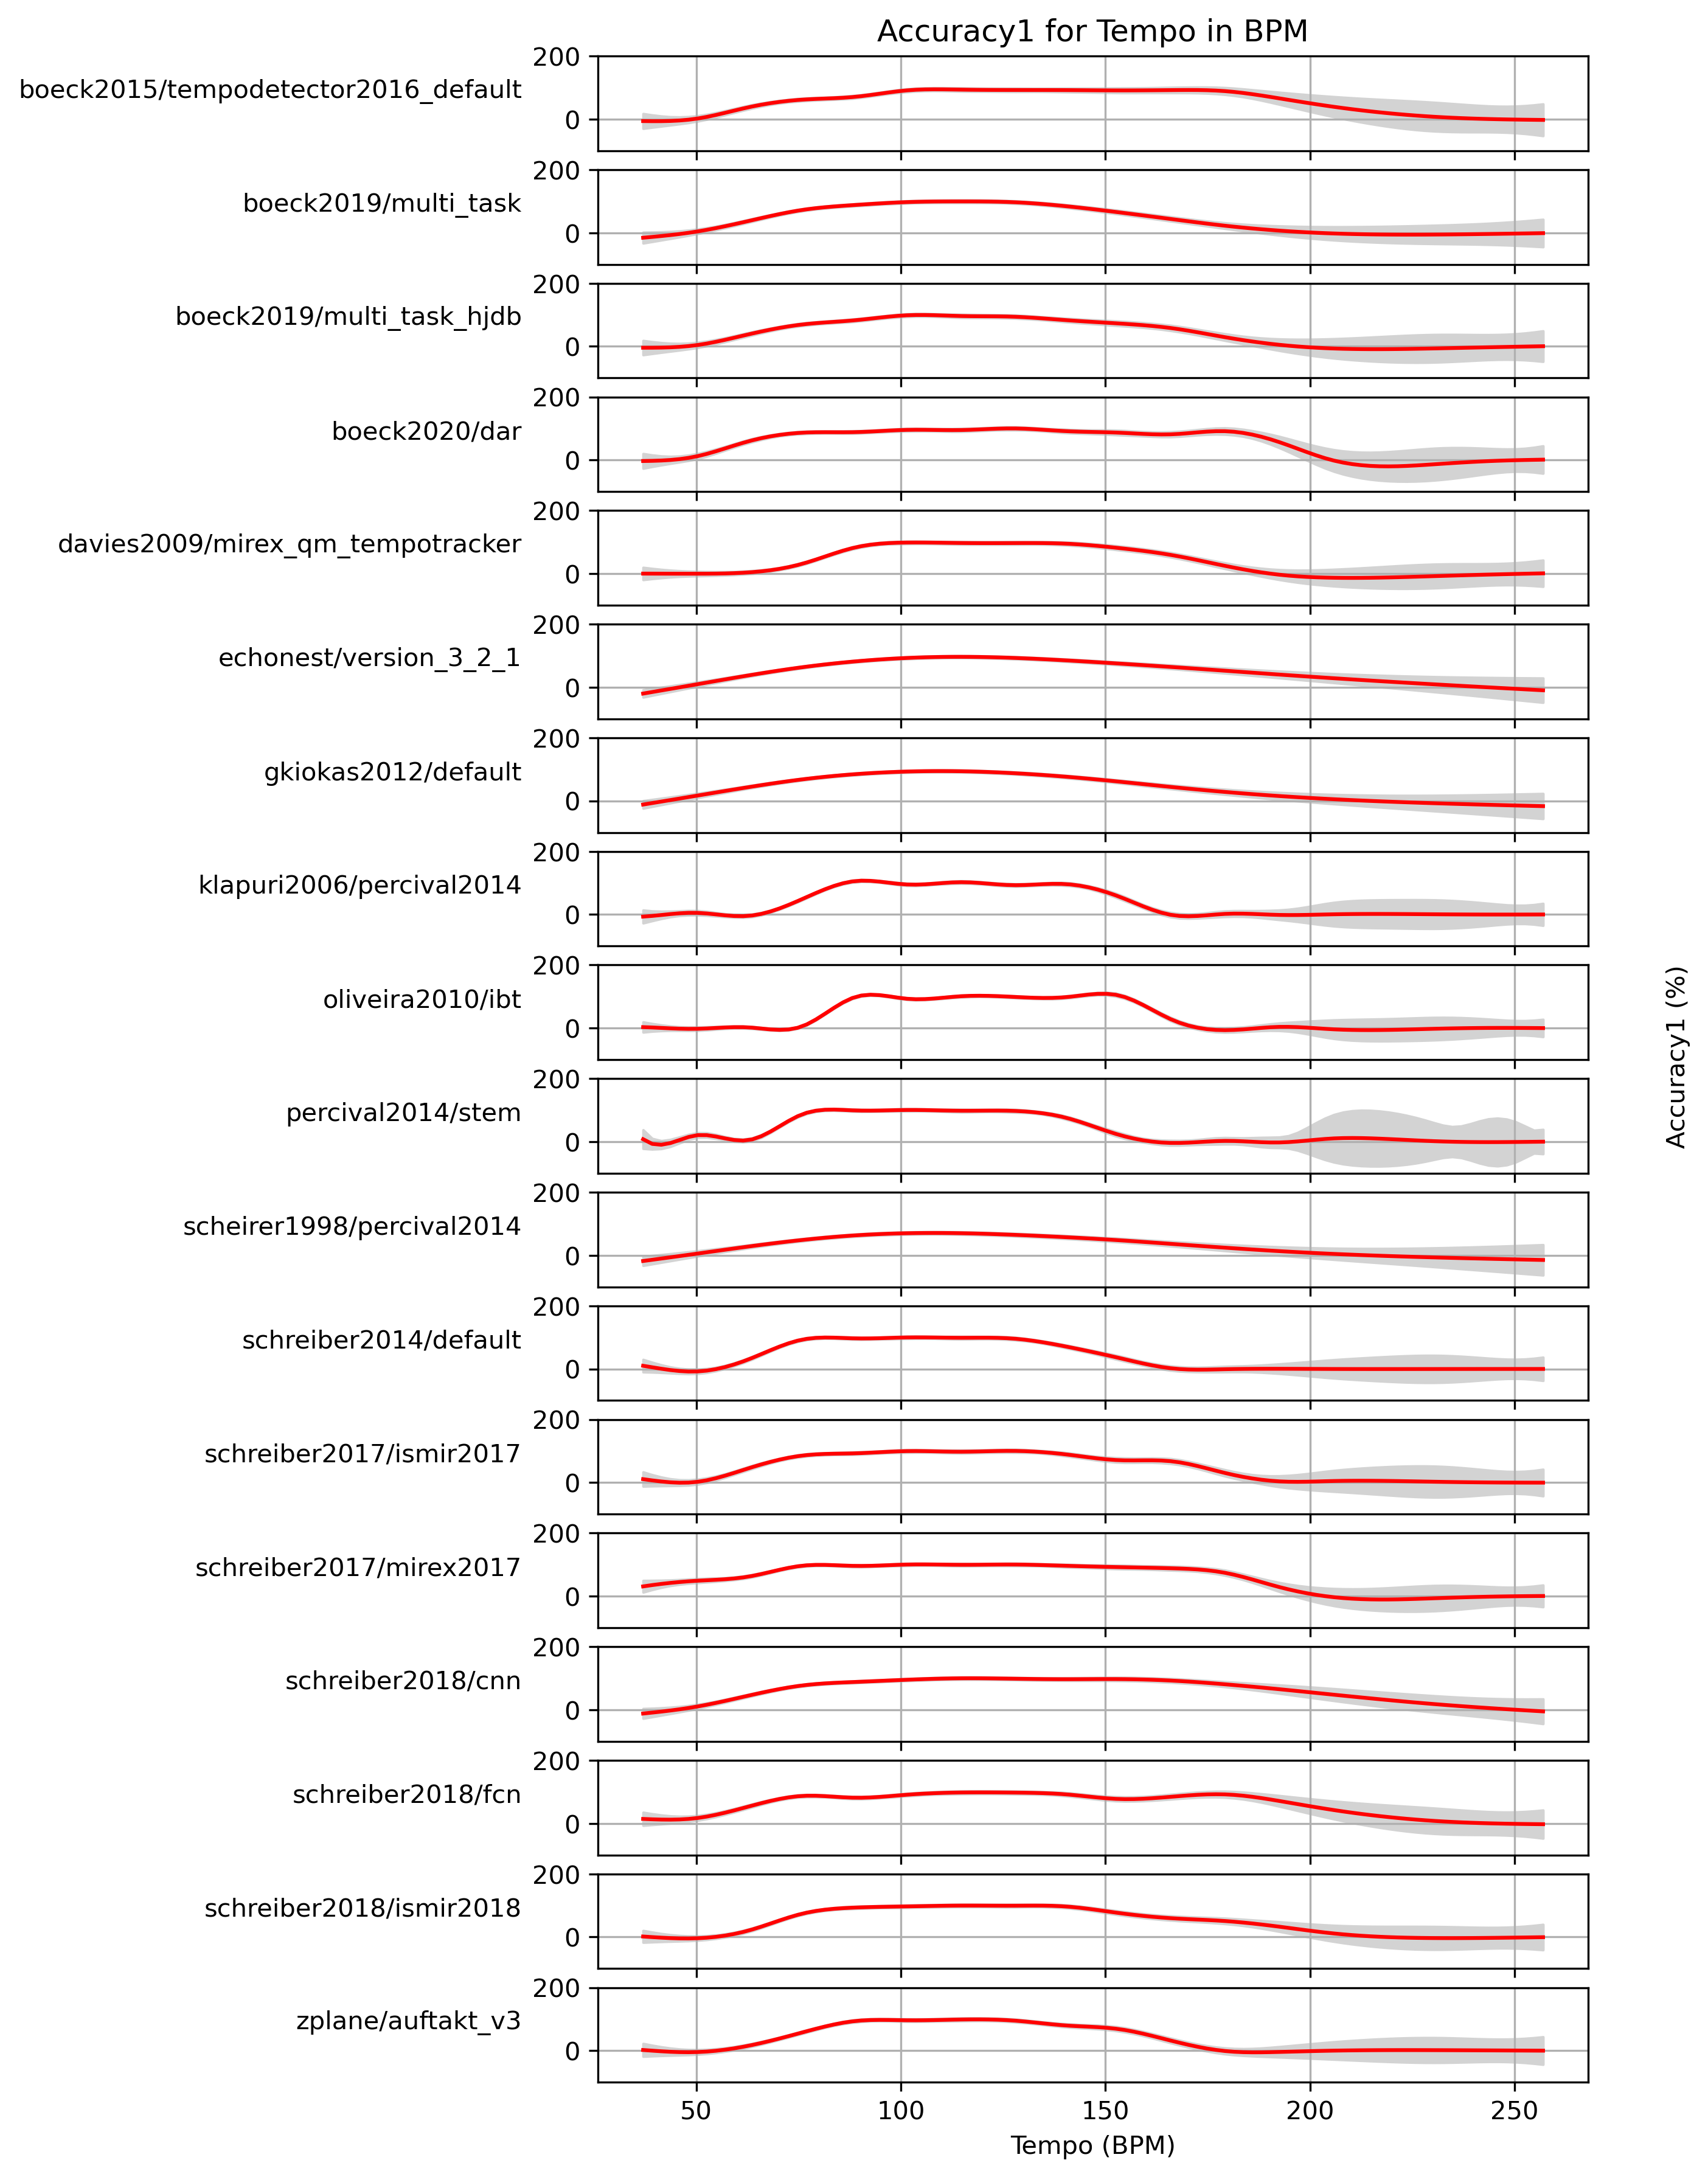 Accuracy1 for Tempo in BPM
200
boeck2015/tempodetector2016_default
0
200
boeck2019/multi_task
0
200
boeck2019/multi_task_hjdb
0
200
boeck2020/dar
0
200
davies2009/mirex_qm_tempotracker
0
200
echonest/version_3_2_1
0
200
gkiokas2012/default
0
200
klapuri2006/percival2014
0
200
oliveira2010/ibt
0
200
percival2014/stem
0
200
scheirer1998/percival2014
0
200
schreiber2014/default
0
200
schreiber2017/ismir2017
0
200
schreiber2017/mirex2017
0
200
schreiber2018/cnn
0
200
schreiber2018/fcn
0
200
schreiber2018/ismir2018
0
200
zplane/auftakt_v3
0
50 100 150 200 250
Tempo (BPM)
Accuracy1 (%)